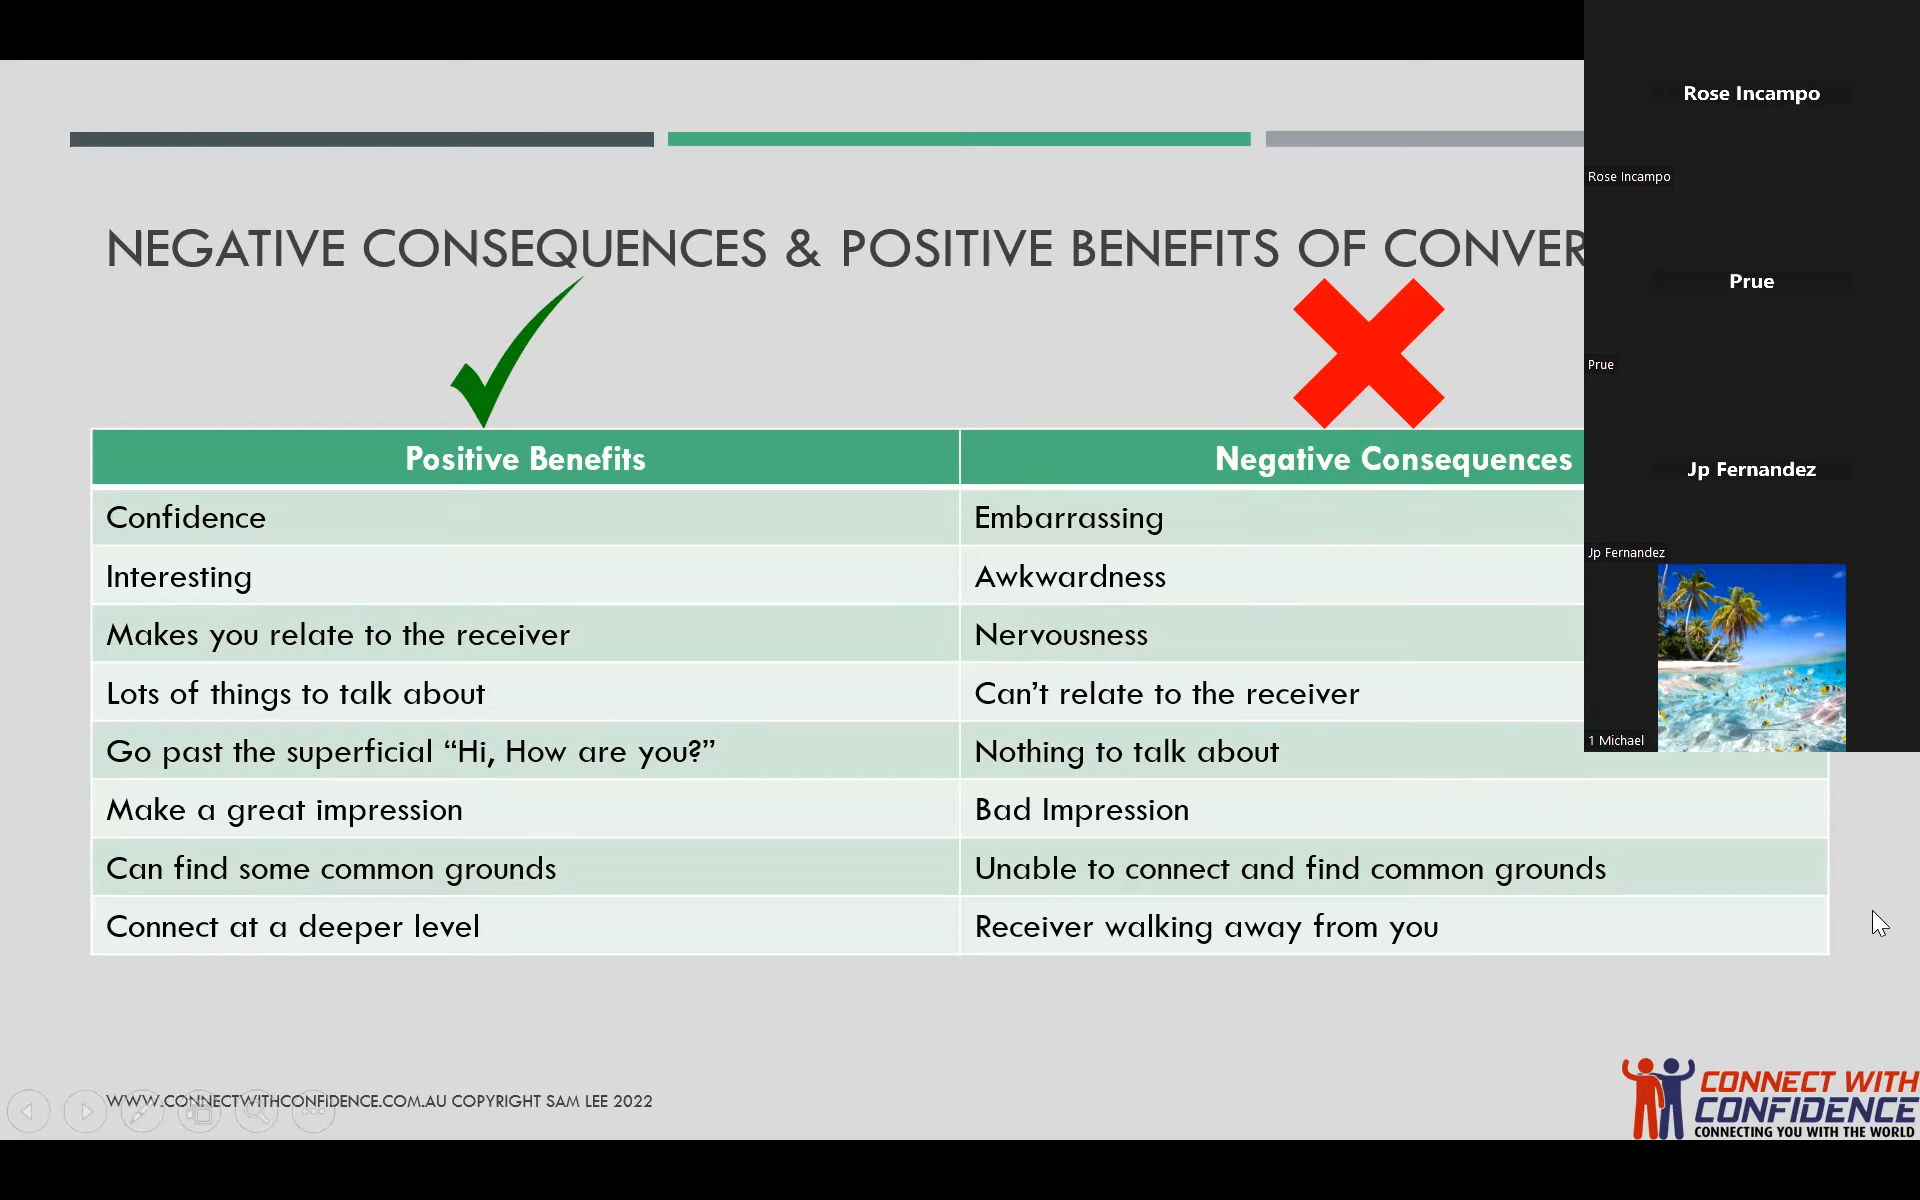 NEGATIVE CONSEQUENCES & POSITIVE BENEFITS OF
Positive Benefits
Negative Consequences
Confidence
Embarrassing
Interesting
Awkwardness
Makes you relate to the receiver
Nervousness
Lots of things to talk about
Can’t relate to the receiver
Go past the superficial “Hi, How are you?”
Nothing to talk about
Make a great impression
Bad Impression
Can find some common grounds
Unable to connect and find common grounds
Connect at a deeper level
Receiver walking away from you
WWW.CONNECTWITHCONFIDENCE.COM.AU COPYRIGHT SAM LEE 2022
CONNECT WITH
CONFIDENCE
CONNECTING YOU WITH THE WORLD
Rose Incampo
Rose Incampo
Prue
Prue
Jp Fernandez
Jp Fernandez
1 Michael